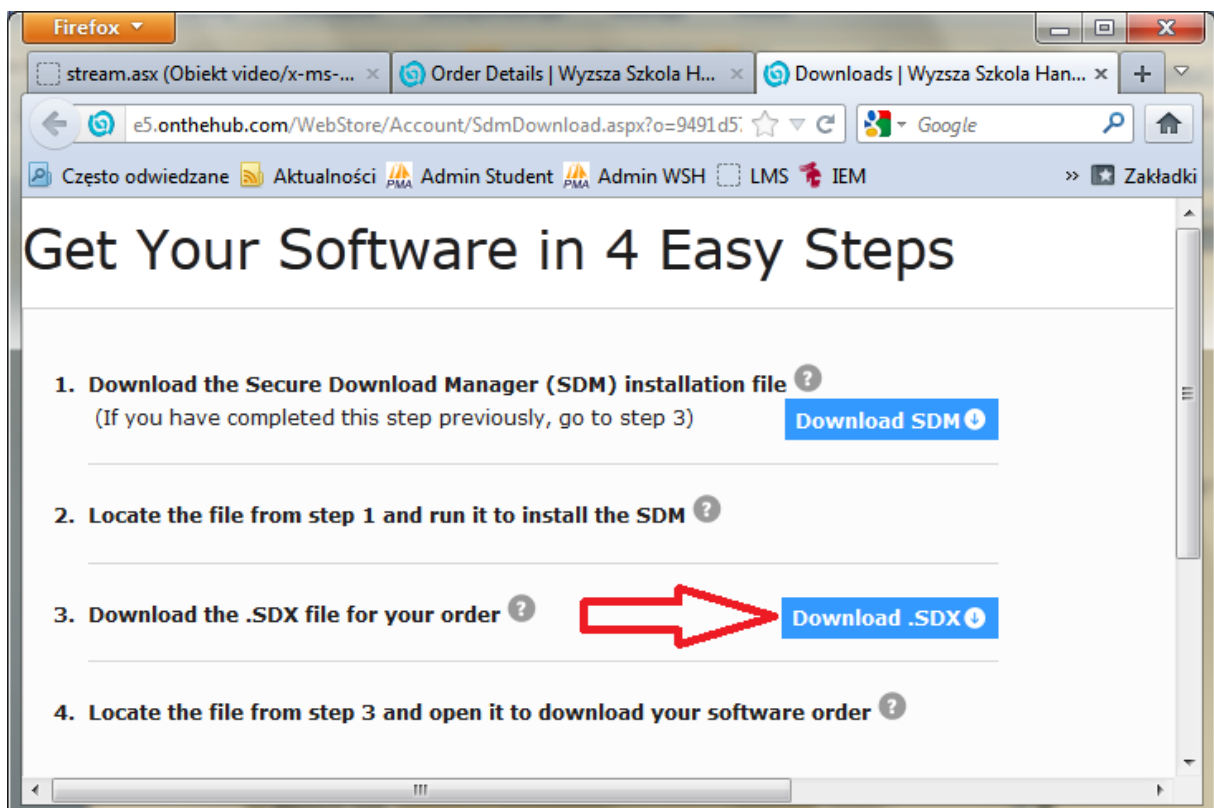 Firefox
stream.asx (Obiekt video/x-ms-...
Order Details | Wyzsza Szkola H...
Downloads | Wyzsza Szkola Han...
e5.onthehub.com/WebStore/Account/SdmDownload.aspx?o=9491d5
Google
Często odwiedzane Aktualności PMA Admin Student PMA Admin WSH LMS IEM » Zakładki
Get Your Software in 4 Easy Steps
1. Download the Secure Download Manager (SDM) installation file ?
(If you have completed this step previously, go to step 3)
Download SDM
2. Locate the file from step 1 and run it to install the SDM ?
3. Download the .SDX file for your order ?
Download .SDX
4. Locate the file from step 3 and open it to download your software order ?